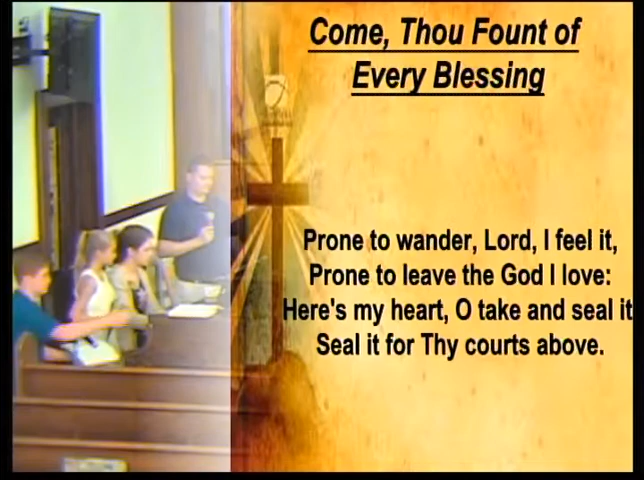 Come, Thou Fount of
Every Blessing
Prone to wander, Lord, I feel it,
Prone to leave the God I love:
Here's my heart, O take and seal it
Seal it for Thy courts above.